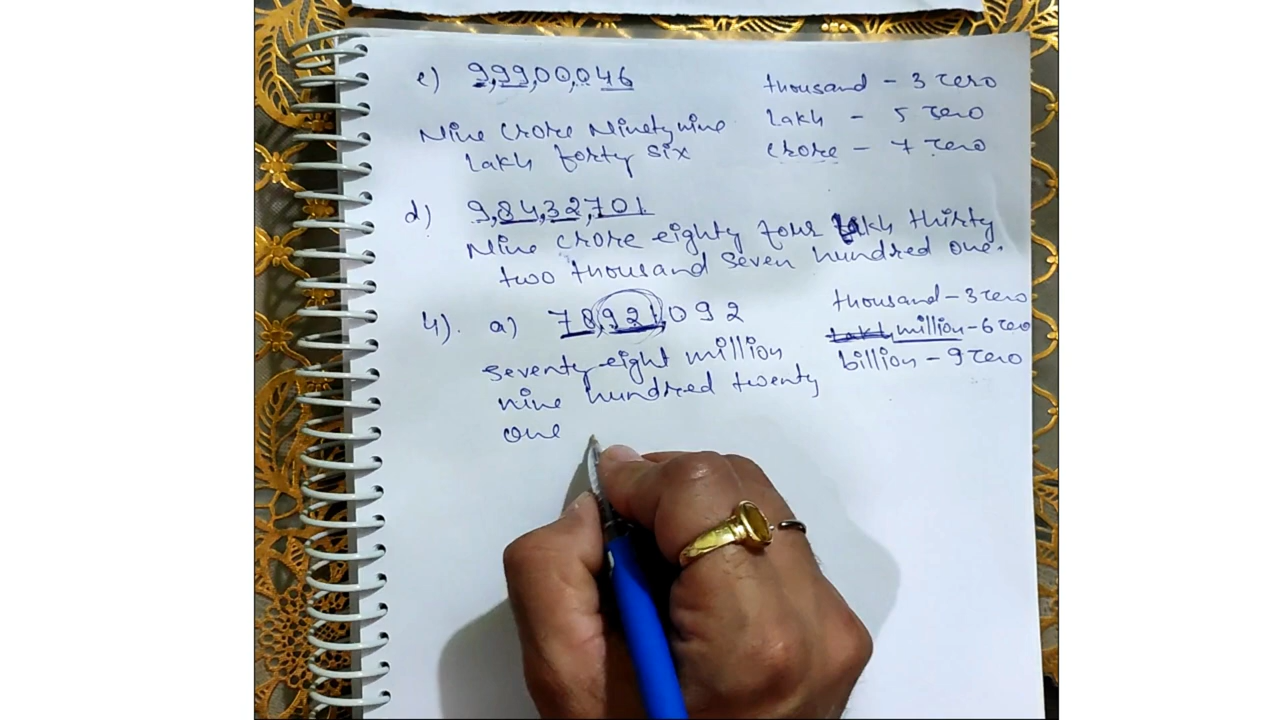 e) 9,99,00,046
Nine Crore Ninety nine
lakh forty six
thousand - 3 zero
lakh - 5 zero
crore - 7 zero
d) 9,84,32,701
Nine crore eighty four lakh thirty
two thousand seven hundred one.
4). a) 78,921,092
seventy-eight million
nine hundred twenty
one
thousand - 3 zero
lakh million - 6 zero
billion - 9 zero